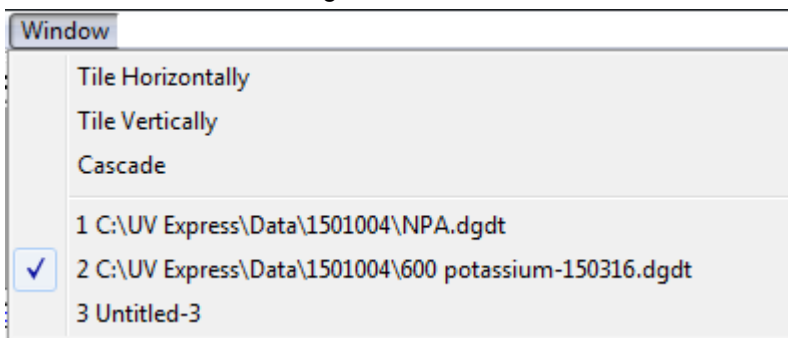 Window
Tile Horizontally
Tile Vertically
Cascade
1 C:\UV Express\Data\1501004\NPA.dgdt
2 C:\UV Express\Data\1501004\600 potassium-150316.dgdt
3 Untitled-3